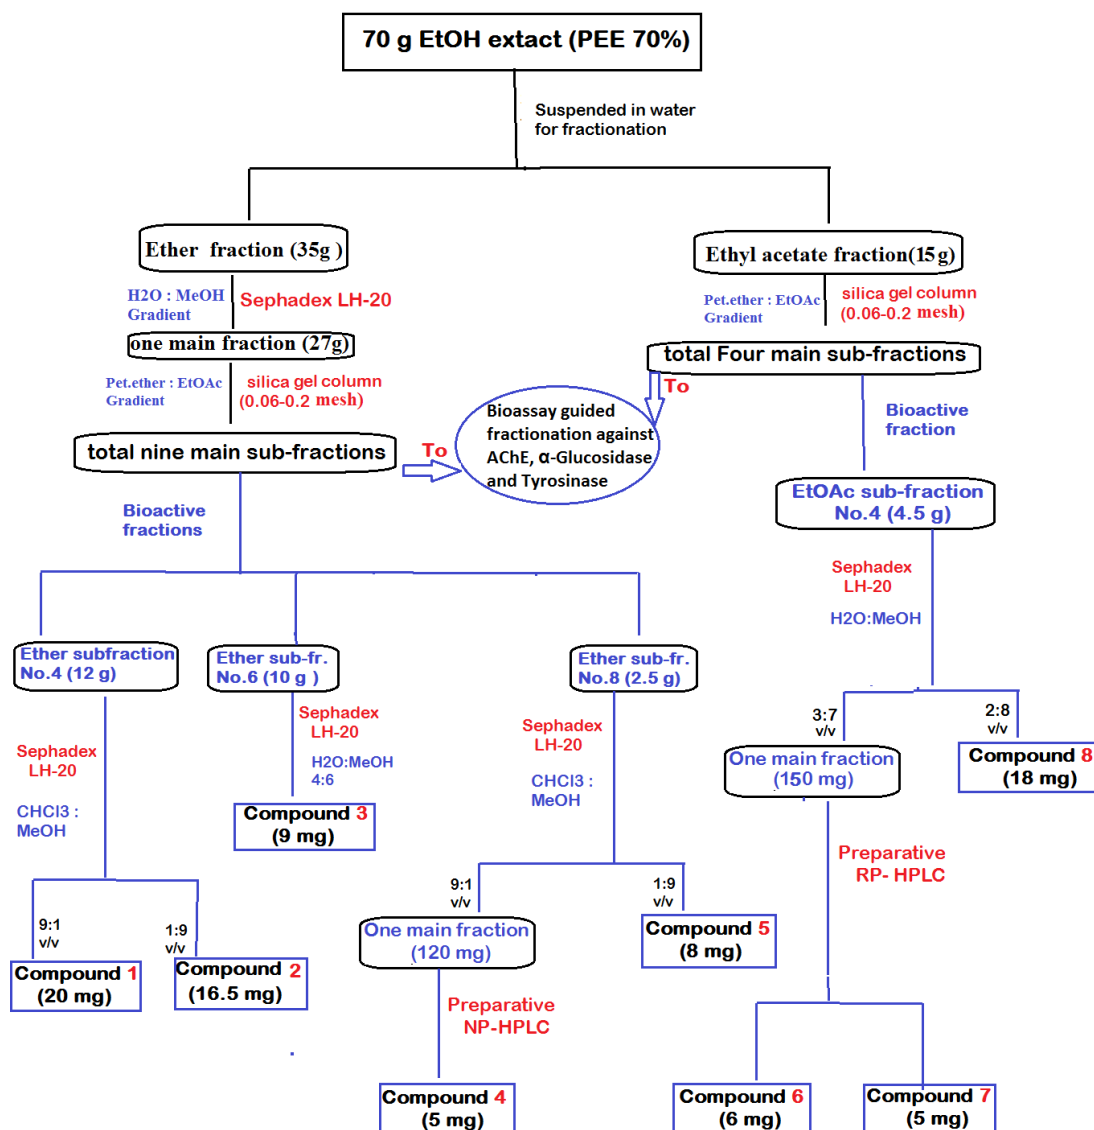 70 g EtOH extact (PEE 70%)
Suspended in water
for fractionation
Ether fraction (35g )
Ethyl acetate fraction(15g)
H2O : MeOH
Gradient
Sephadex LH-20
Pet.ether : EtOAc
Gradient
silica gel column
(0.06-0.2 mesh)
one main fraction (27g)
total Four main sub-fractions
Pet.ether : EtOAc
Gradient
silica gel column
(0.06-0.2 mesh)
To
Bioassay guided
fractionation against
AChE, α-Glucosidase
and Tyrosinase
Bioactive
fraction
total nine main sub-fractions
To
EtOAc sub-fraction
No.4 (4.5 g)
Bioactive
fractions
Sephadex
LH-20
H2O:MeOH
Ether subfraction
No.4 (12 g)
Ether sub-fr.
No.6 (10 g )
Ether sub-fr.
No.8 (2.5 g)
3:7
v/v
2:8
v/v
Sephadex
LH-20
CHCl3 :
MeOH
Sephadex
LH-20
H2O:MeOH
4:6
Sephadex
LH-20
CHCl3 :
MeOH
One main fraction
(150 mg)
Compound 8
(18 mg)
Compound 3
(9 mg)
Preparative
RP- HPLC
9:1
v/v
1:9
v/v
9:1
v/v
1:9
v/v
One main fraction
(120 mg)
Compound 5
(8 mg)
Compound 1
(20 mg)
Compound 2
(16.5 mg)
Preparative
NP-HPLC
Compound 4
(5 mg)
Compound 6
(6 mg)
Compound 7
(5 mg)